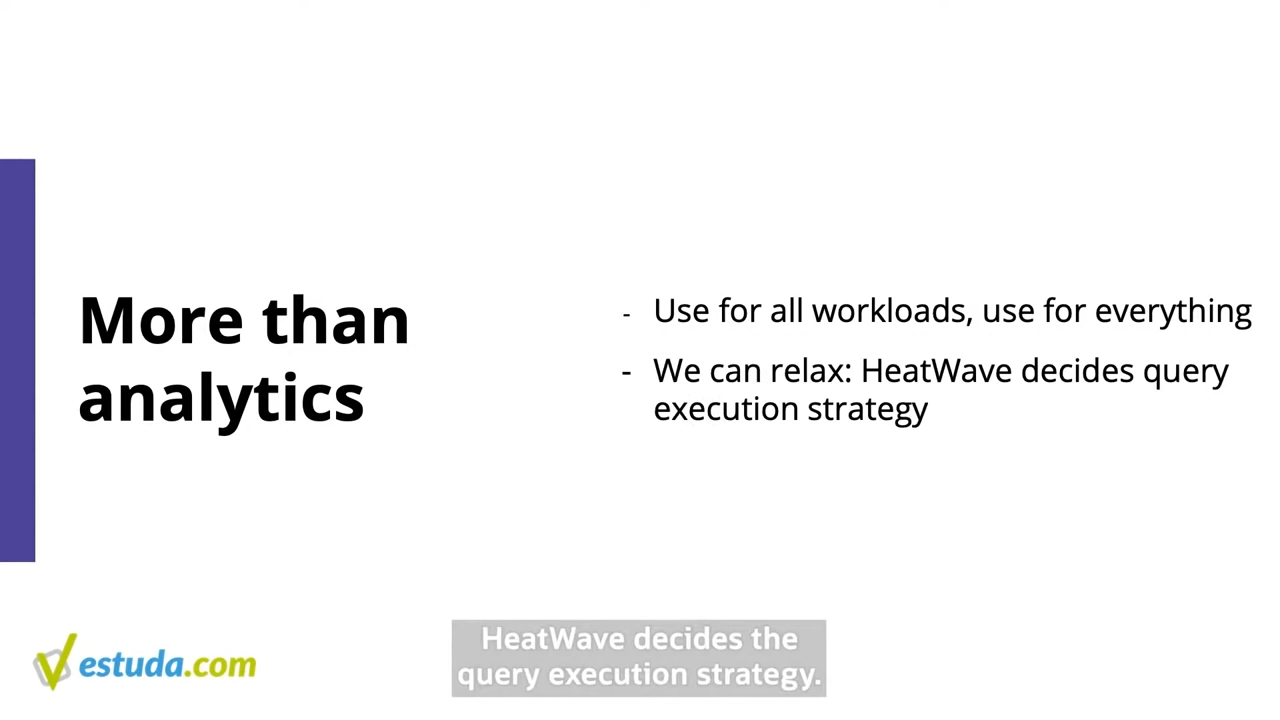 More than
analytics
- Use for all workloads, use for everything
- We can relax: HeatWave decides query
execution strategy
estuda.com
HeatWave decides the
query execution strategy.